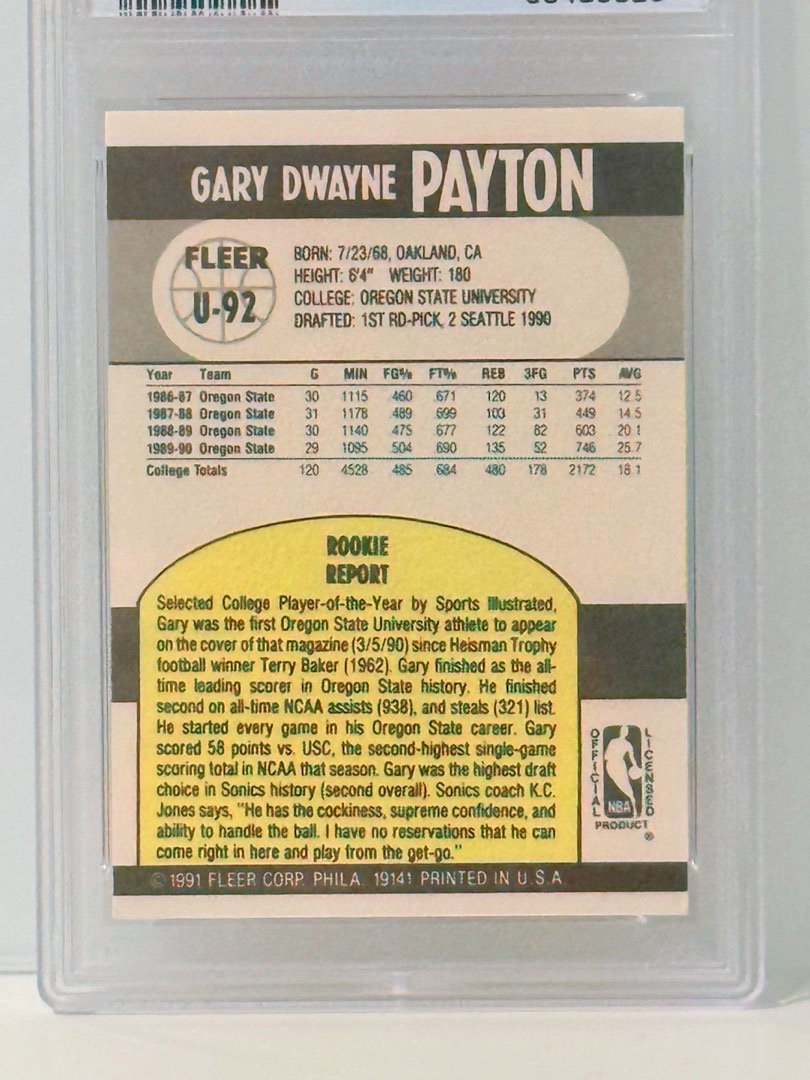 GARY DWAYNE PAYTON
FLEER
U-92
BORN: 7/23/68, OAKLAND, CA
HEIGHT: 6'4" WEIGHT: 180
COLLEGE: OREGON STATE UNIVERSITY
DRAFTED: 1ST RD-PICK, 2 SEATTLE 1990
Year Team G MIN FG% FT% REB 3FG PTS AVG
1986-87 Oregon State 30 1115 .460 .671 120 13 374 12.5
1987-88 Oregon State 31 1178 .489 .699 103 31 449 14.5
1988-89 Oregon State 30 1140 .475 .677 122 82 603 20.1
1989-90 Oregon State 29 1095 .504 .690 135 52 746 25.7
College Totals 120 4528 .485 .684 480 178 2172 18.1
ROOKIE
REPORT
Selected College Player-of-the-Year by Sports Illustrated,
Gary was the first Oregon State University athlete to appear
on the cover of that magazine (3/5/90) since Heisman Trophy
football winner Terry Baker (1962). Gary finished as the all-
time leading scorer in Oregon State history. He finished
second on all-time NCAA assists (938), and steals (321) list.
He started every game in his Oregon State career. Gary
scored 58 points vs. USC, the second-highest single-game
scoring total in NCAA that season. Gary was the highest draft
choice in Sonics history (second overall). Sonics coach K.C.
Jones says, "He has the cockiness, supreme confidence, and
ability to handle the ball. I have no reservations that he can
come right in here and play from the get-go."
OFFICIAL
NBA
LICENSED
PRODUCT
®
© 1991 FLEER CORP. PHILA. 19141 PRINTED IN U.S.A.